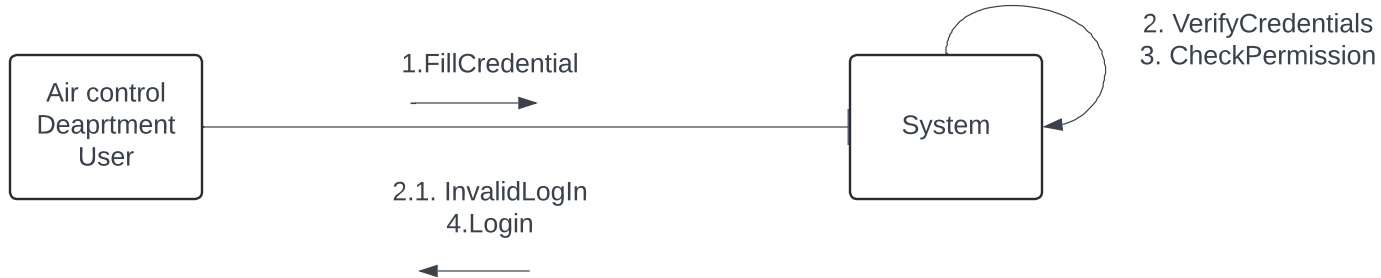 Air control
Deaprtment
User
1.FillCredential
2.1. InvalidLogIn
4.Login
System
2. VerifyCredentials
3. CheckPermission